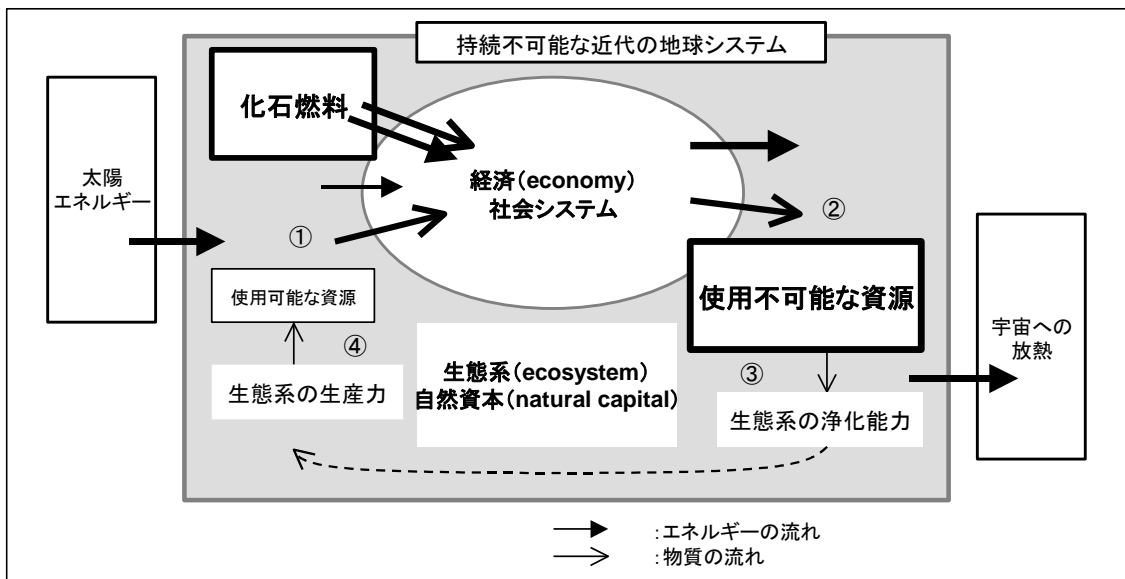 持続不可能な近代の地球システム
化石燃料
太陽
エネルギー
経済(economy)
社会システム
①
②
使用可能な資源
使用不可能な資源
宇宙への
放熱
④
③
生態系(ecosystem)
自然資本(natural capital)
生態系の生産力
生態系の浄化能力
:エネルギーの流れ
:物質の流れ